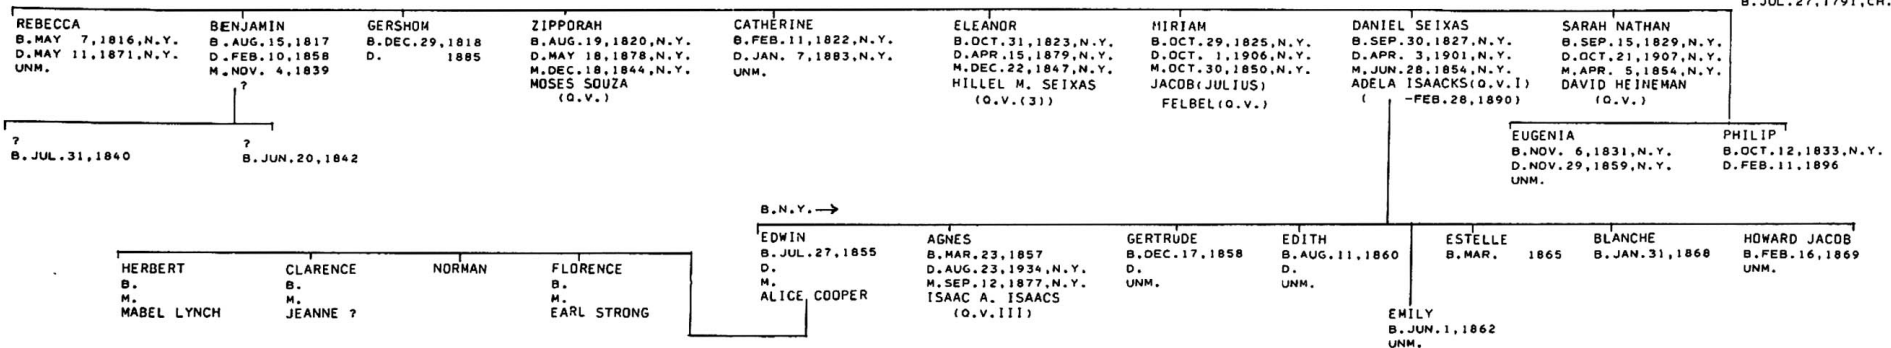 B.JUL.27,1791,CH.
REBECCA
B.MAY 7,1816,N.Y.
D.MAY 11,1871,N.Y.
UNM.
BENJAMIN
B.AUG.15,1817
D.FEB.10,1858
M.NOV. 4,1839
?
GERSHOM
B.DEC.29,1818
D. 1885
ZIPPORAH
B.AUG.19,1820,N.Y.
D.MAY 18,1878,N.Y.
M.DEC.18,1844,N.Y.
MOSES SOUZA
(Q.V.)
CATHERINE
B.FEB.11,1822,N.Y.
D.JAN. 7,1883,N.Y.
UNM.
ELEANOR
B.OCT.31,1823,N.Y.
D.APR.15,1879,N.Y.
M.DEC.22,1847,N.Y.
HILLEL M. SEIXAS
(Q.V.(3))
MIRIAM
B.OCT.29,1825,N.Y.
D.OCT. 1,1906,N.Y.
M.OCT.30,1850,N.Y.
JACOB(JULIUS)
FELBEL(Q.V.)
DANIEL SEIXAS
B.SEP.30,1827,N.Y.
D.APR. 3,1901,N.Y.
M.JUN.28,1854,N.Y.
ADELA ISAACKS(Q.V.I)
( -FEB.28,1890)
SARAH NATHAN
B.SEP.15,1829,N.Y.
D.OCT.21,1907,N.Y.
M.APR. 5,1854,N.Y.
DAVID HEINEMAN
(Q.V.)
?
B.JUL.31,1840
?
B.JUN.20,1842
EUGENIA
B.NOV. 6,1831,N.Y.
D.NOV.29,1859,N.Y.
UNM.
PHILIP
B.OCT.12,1833,N.Y.
D.FEB.11,1896
B.N.Y.→
EDWIN
B.JUL.27,1855
D.
M.
ALICE COOPER
AGNES
B.MAR.23,1857
D.AUG.23,1934,N.Y.
M.SEP.12,1877,N.Y.
ISAAC A. ISAACS
(Q.V.III)
GERTRUDE
B.DEC.17,1858
D.
UNM.
EDITH
B.AUG.11,1860
D.
UNM.
ESTELLE
B.MAR. 1865
BLANCHE
B.JAN.31,1868
HOWARD JACOB
B.FEB.16,1869
UNM.
HERBERT
B.
M.
MABEL LYNCH
CLARENCE
B.
M.
JEANNE ?
NORMAN
FLORENCE
B.
M.
EARL STRONG
EMILY
B.JUN.1,1862
UNM.